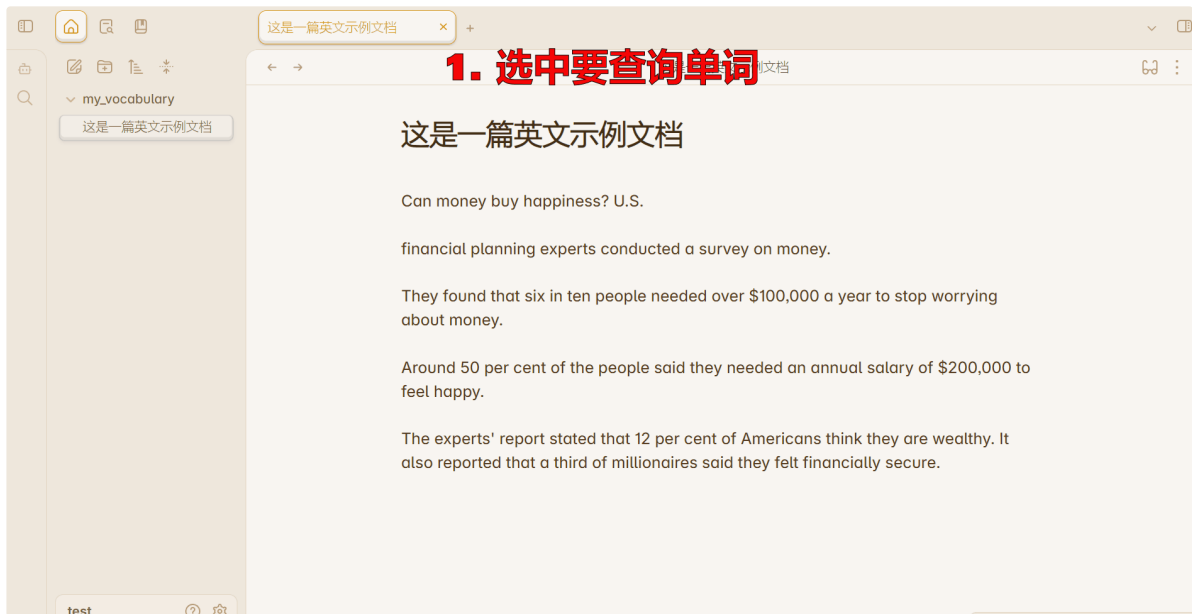 这是一篇英文示例文档
1. 选中要查询单词
例文档
my_vocabulary
这是一篇英文示例文档
这是一篇英文示例文档
Can money buy happiness? U.S.
financial planning experts conducted a survey on money.
They found that six in ten people needed over $100,000 a year to stop worrying
about money.
Around 50 per cent of the people said they needed an annual salary of $200,000 to
feel happy.
The experts' report stated that 12 per cent of Americans think they are wealthy. It
also reported that a third of millionaires said they felt financially secure.
test